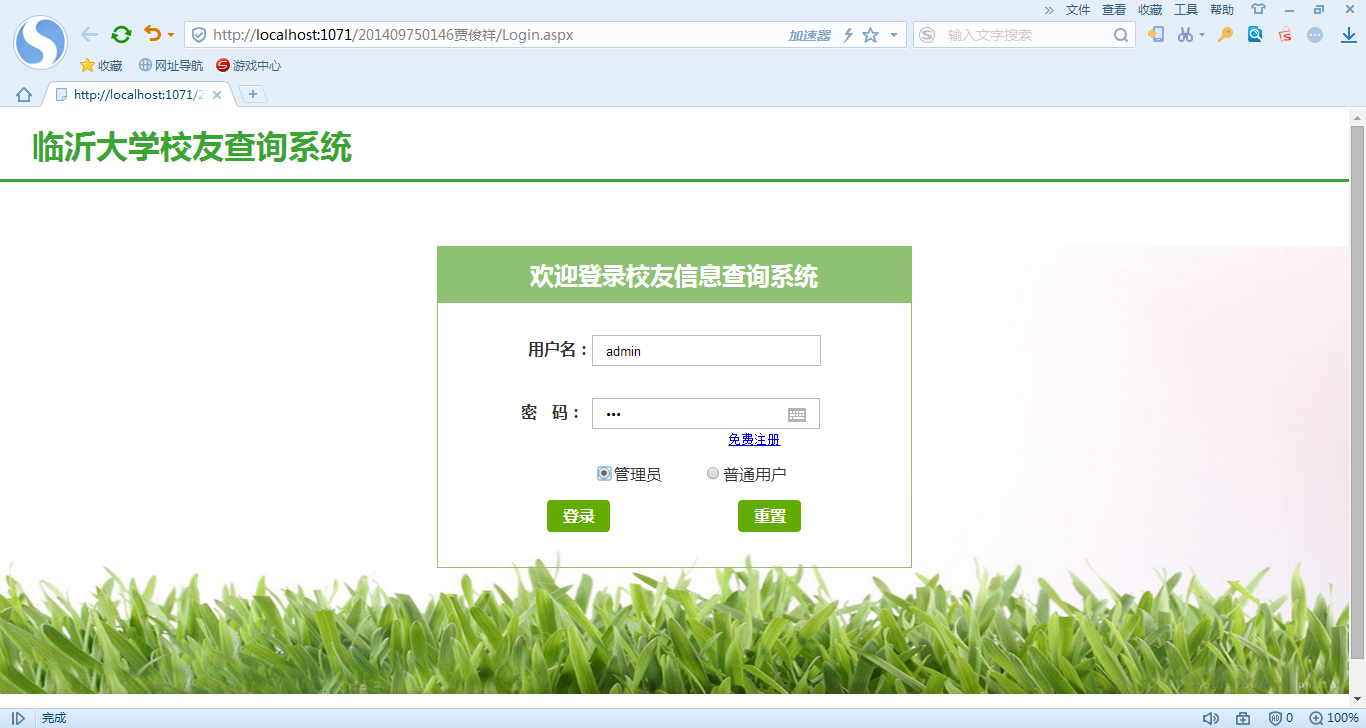 » 文件 查看 收藏 工具 帮助
http://localhost:1071/201409750146贾俊祥/Login.aspx 加速器 输入文字搜索
收藏 网址导航 游戏中心
http://localhost:1071/2
临沂大学校友查询系统
欢迎登录校友信息查询系统
用户名： admin
密 码： •••
免费注册
管理员 普通用户
登录 重置
完成 0 100%